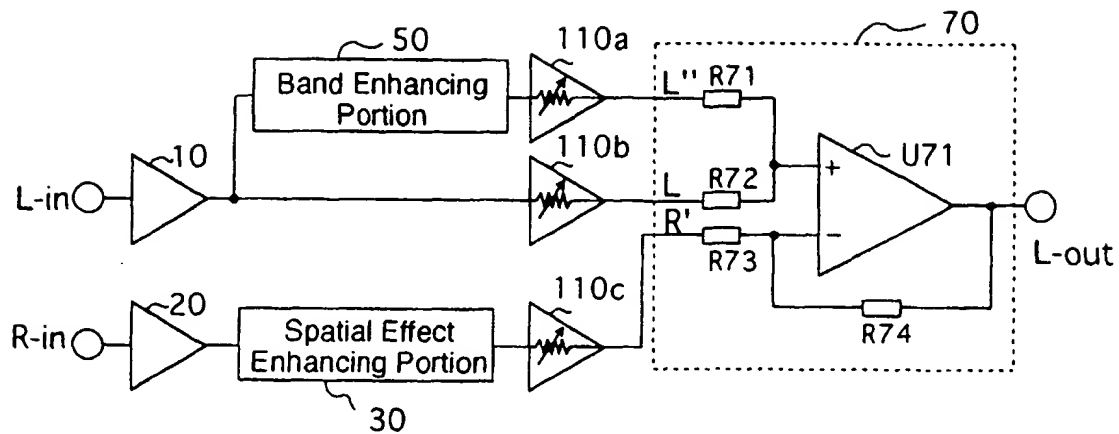 50
110a
70
Band Enhancing
Portion
L''
R71
10
110b
U71
L-in
L
R72
+
R'
−
R73
L-out
20
110c
R-in
Spatial Effect
Enhancing Portion
R74
30